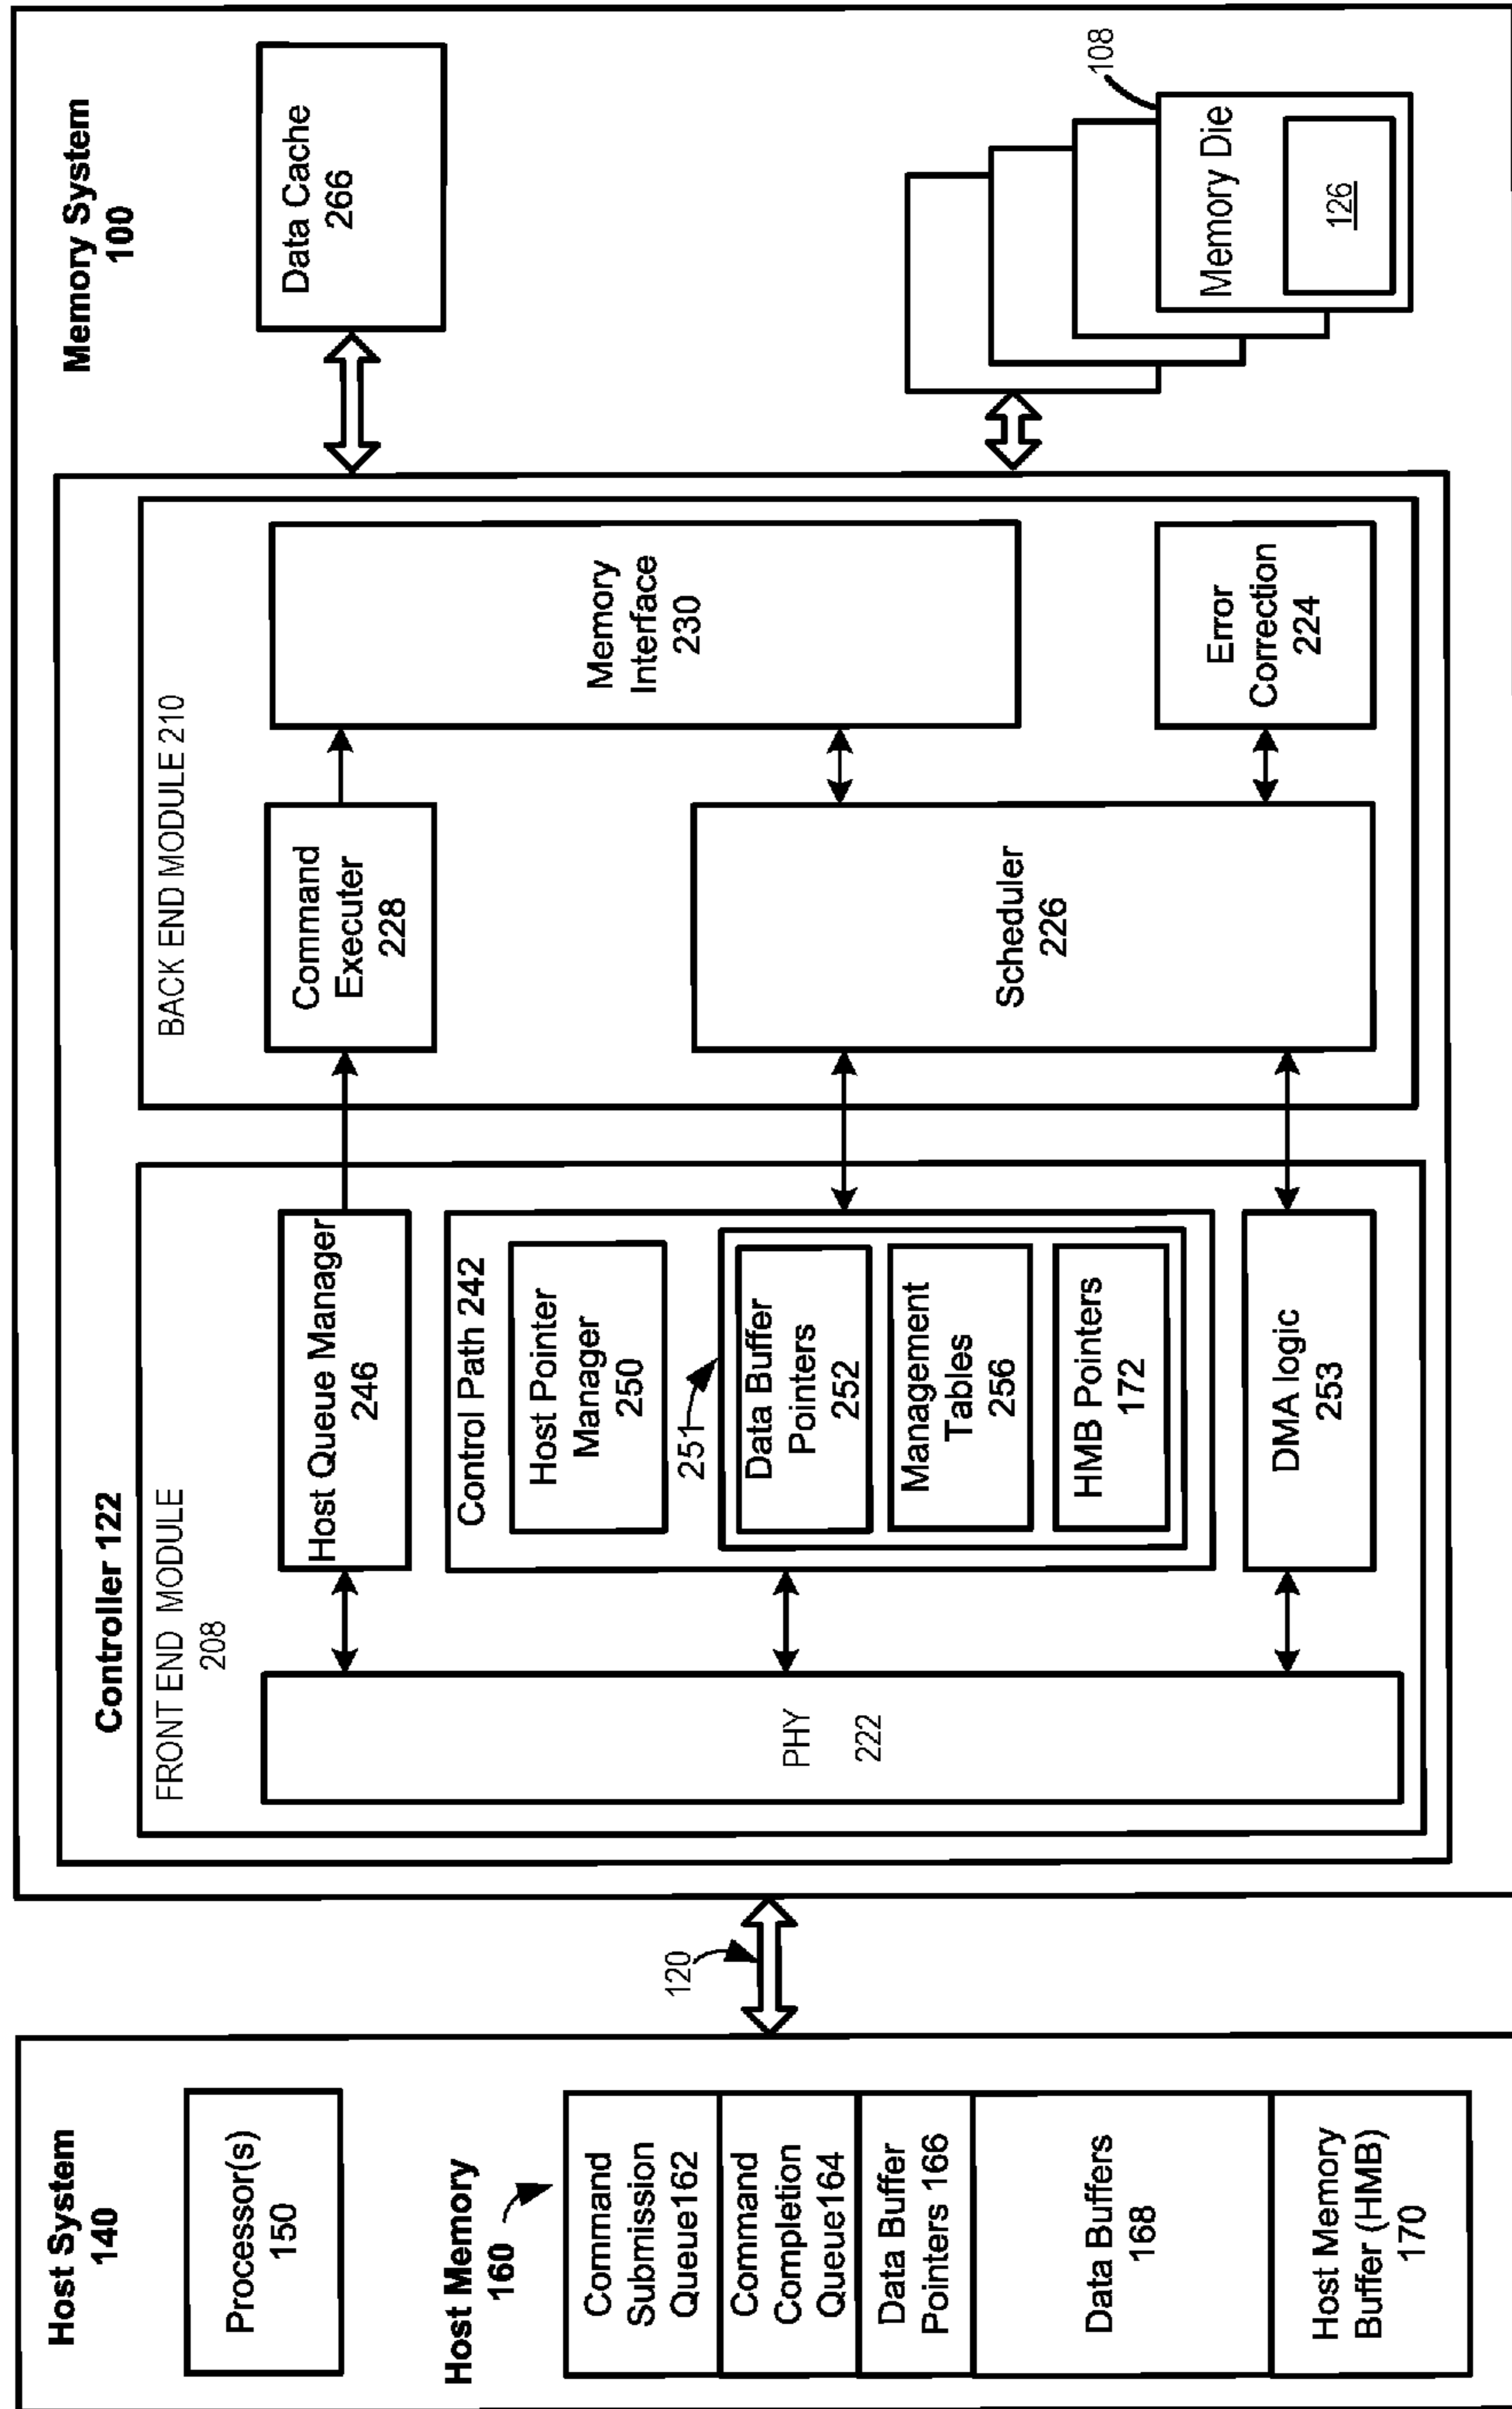 Host System
140
Processor(s)
150
Host Memory
160
Command
Submission
Queue162
Command
Completion
Queue164
Data Buffer
Pointers 166
Data Buffers
168
Host Memory
Buffer (HMB)
170
120
Memory System
100
Controller 122
FRONT END MODULE
208
PHY
222
Host Queue Manager
246
Control Path 242
Host Pointer
Manager
250
251
Data Buffer
Pointers
252
Management
Tables
256
HMB Pointers
172
DMA logic
253
BACK END MODULE 210
Command
Executer
228
Scheduler
226
Memory
Interface
230
Error
Correction
224
Data Cache
266
108
Memory Die
126